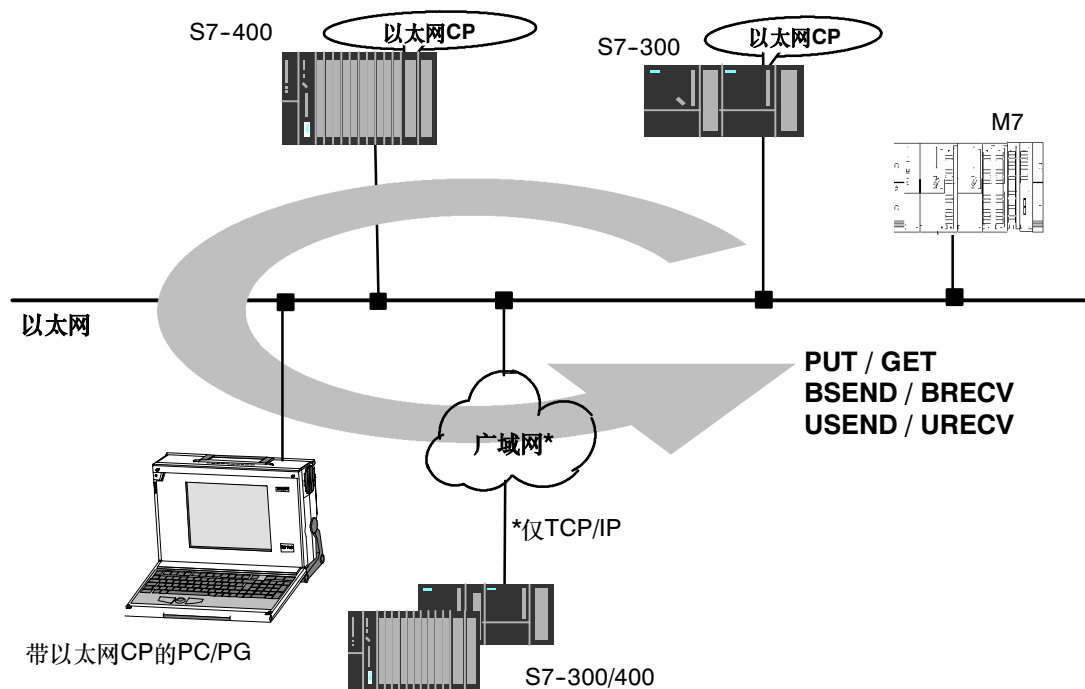 S7-400
以太网CP
S7-300
以太网CP
M7
以太网
PUT / GET
BSEND / BRECV
USEND / URECV
广域网*
*仅TCP/IP
带以太网CP的PC/PG
S7-300/400